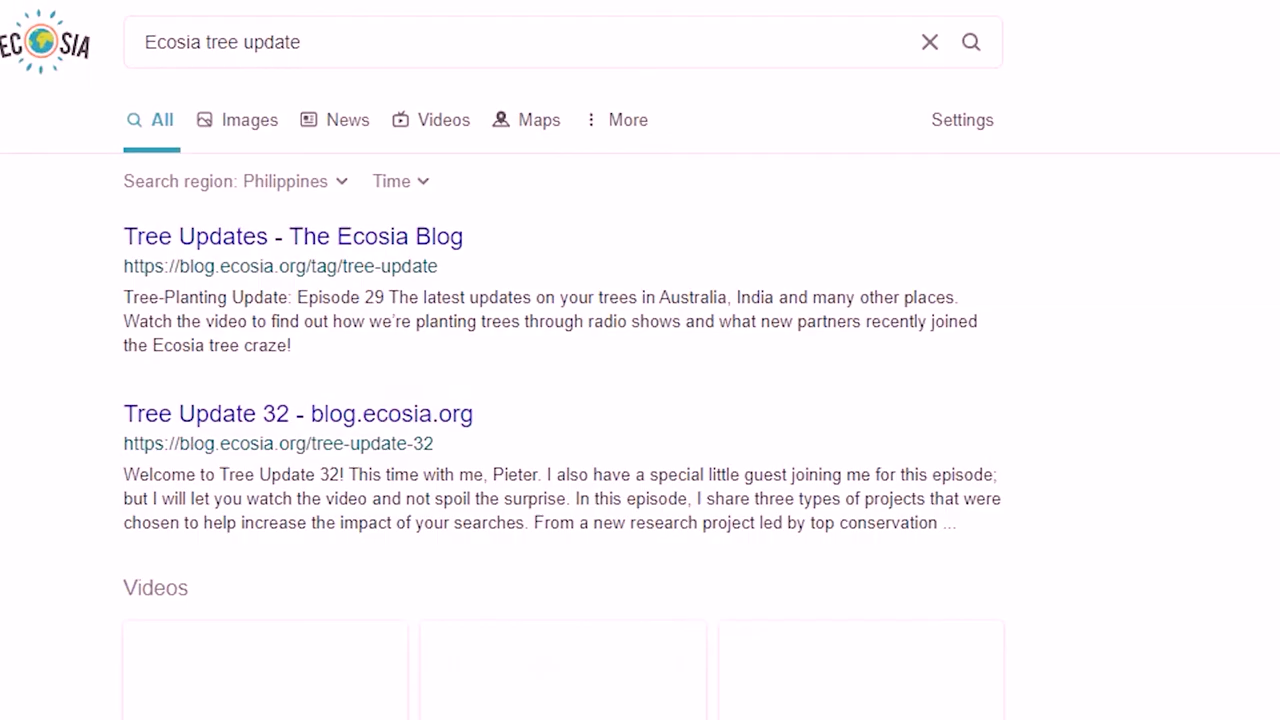 ECOSIA
Ecosia tree update
All Images News Videos Maps More Settings
Search region: Philippines Time
Tree Updates - The Ecosia Blog
https://blog.ecosia.org/tag/tree-update
Tree-Planting Update: Episode 29 The latest updates on your trees in Australia, India and many other places.
Watch the video to find out how we're planting trees through radio shows and what new partners recently joined
the Ecosia tree craze!
Tree Update 32 - blog.ecosia.org
https://blog.ecosia.org/tree-update-32
Welcome to Tree Update 32! This time with me, Pieter. I also have a special little guest joining me for this episode;
but I will let you watch the video and not spoil the surprise. In this episode, I share three types of projects that were
chosen to help increase the impact of your searches. From a new research project led by top conservation ...
Videos